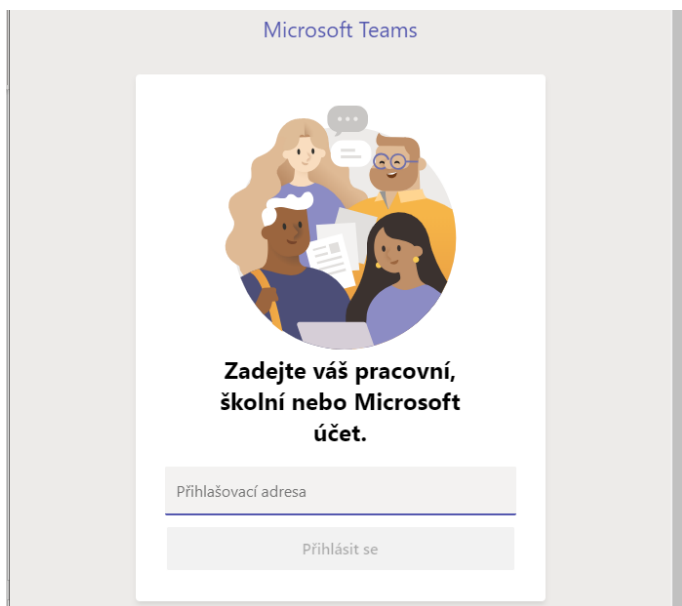 Microsoft Teams
Zadejte váš pracovní,
školní nebo Microsoft
účet.
Přihlašovací adresa
Přihlásit se